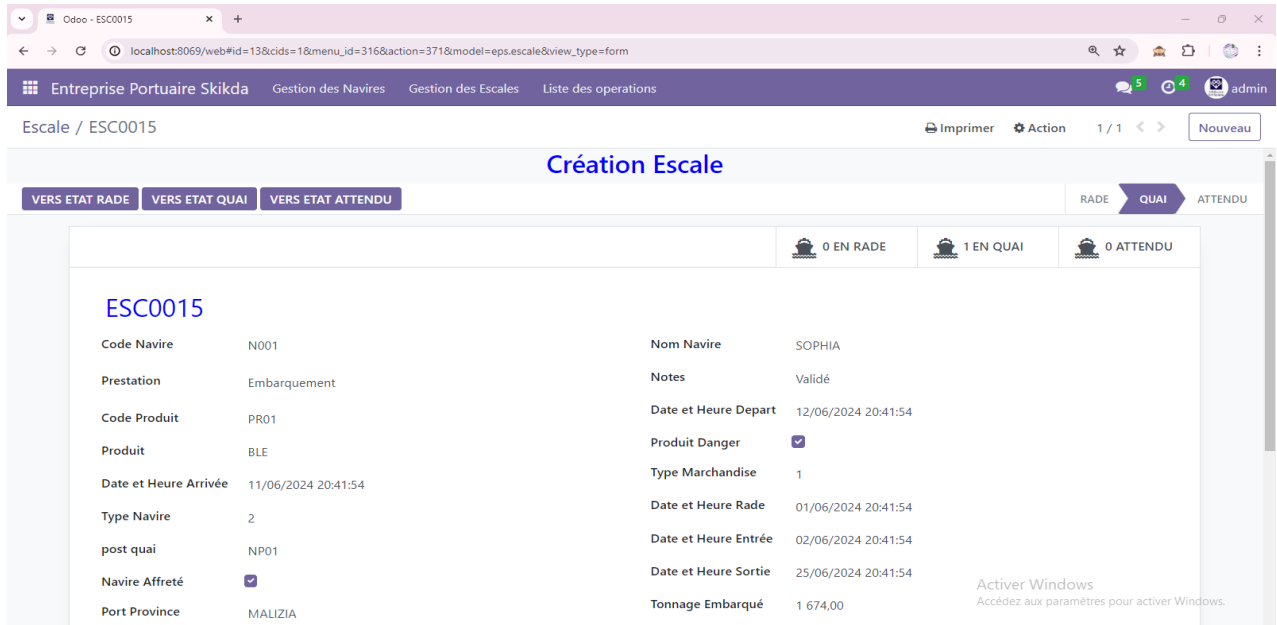 Odoo - ESC0015
localhost:8069/web#id=13&cids=1&menu_id=316&action=371&model=eps.escale&view_type=form
Entreprise Portuaire Skikda Gestion des Navires Gestion des Escales Liste des operations 5 4 admin
Escale / ESC0015 Imprimer Action 1 / 1 Nouveau
Création Escale
VERS ETAT RADE VERS ETAT QUAI VERS ETAT ATTENDU RADE QUAI ATTENDU
0 EN RADE 1 EN QUAI 0 ATTENDU
ESC0015
Code Navire N001 Nom Navire SOPHIA
Prestation Embarquement Notes Validé
Code Produit PR01 Date et Heure Depart 12/06/2024 20:41:54
Produit BLE Produit Danger
Date et Heure Arrivée 11/06/2024 20:41:54 Type Marchandise 1
Type Navire 2 Date et Heure Rade 01/06/2024 20:41:54
post quai NP01 Date et Heure Entrée 02/06/2024 20:41:54
Navire Affreté Date et Heure Sortie 25/06/2024 20:41:54
Port Province MALIZIA Tonnage Embarqué 1 674,00
Activer Windows
Accédez aux paramètres pour activer Windows.